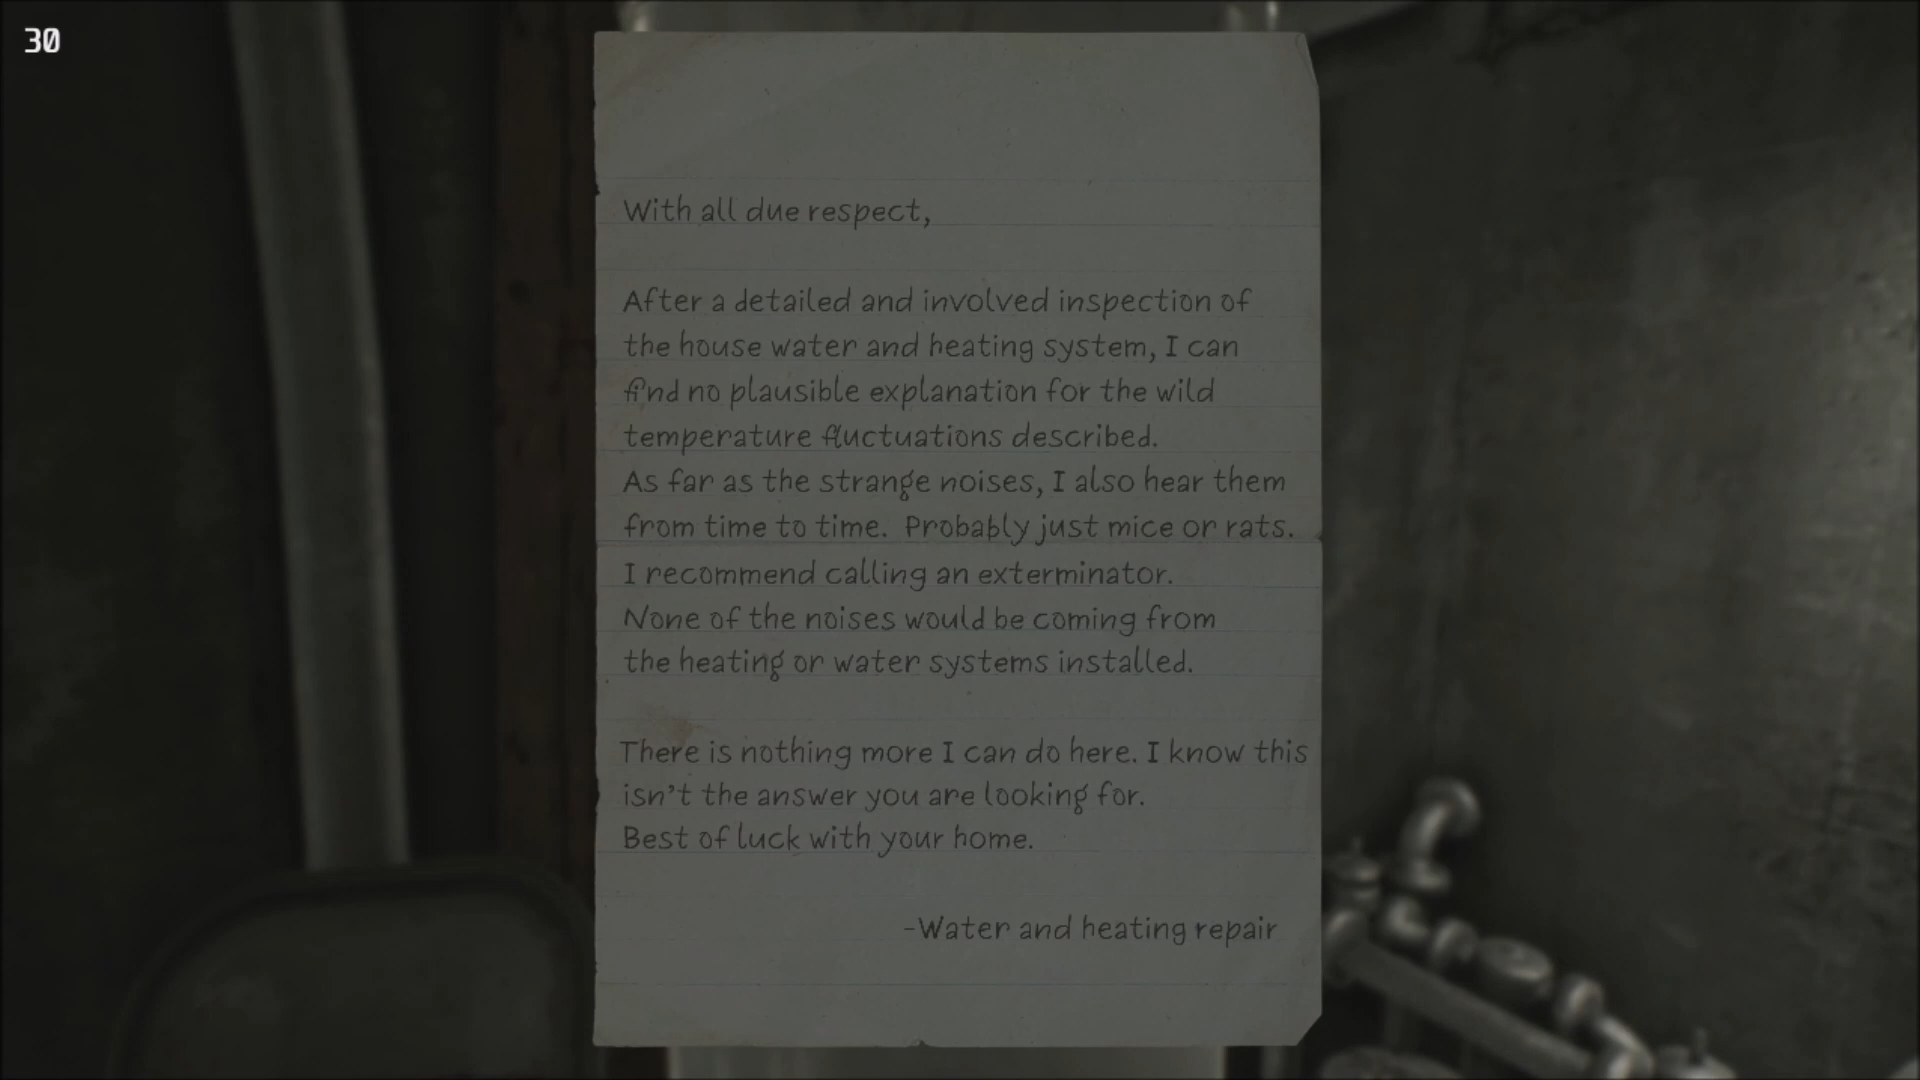 30
With all due respect,
After a detailed and involved inspection of
the house water and heating system, I can
find no plausible explanation for the wild
temperature fluctuations described.
As far as the strange noises, I also hear them
from time to time.  Probably just mice or rats.
I recommend calling an exterminator.
None of the noises would be coming from
the heating or water systems installed.
There is nothing more I can do here. I know this
isn't the answer you are looking for.
Best of luck with your home.
-Water and heating repair